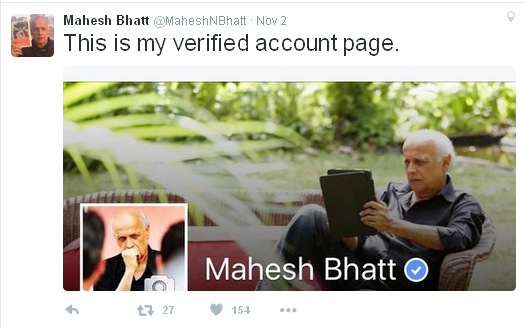 Mahesh Bhatt @MaheshNBhatt · Nov 2
This is my verified account page.
Mahesh Bhatt
27 154